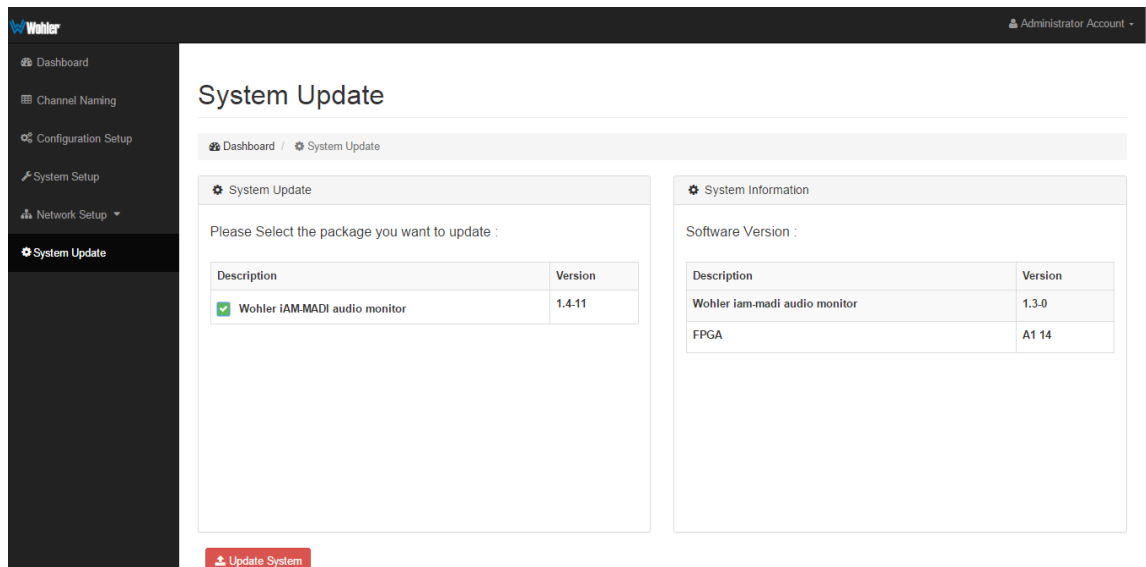 Wohler
Administrator Account
Dashboard
Channel Naming
Configuration Setup
System Setup
Network Setup
System Update
System Update
Dashboard / System Update
System Update
Please Select the package you want to update :
Description Version
Wohler iAM-MADI audio monitor 1.4-11
System Information
Software Version :
Description Version
Wohler iam-madi audio monitor 1.3-0
FPGA A1 14
Update System